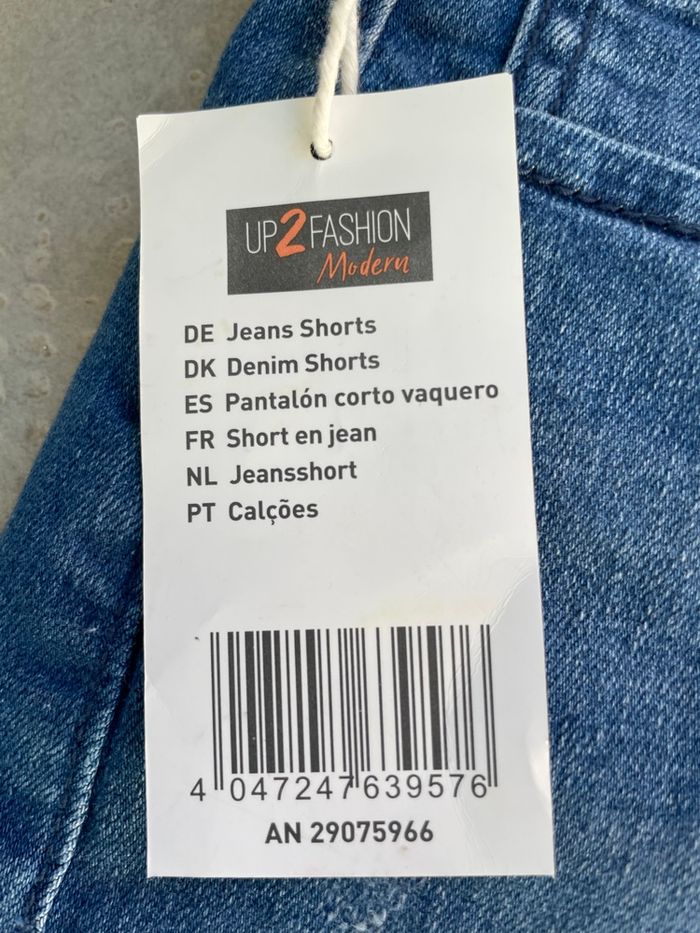 UP2FASHION
Modern
DE Jeans Shorts
DK Denim Shorts
ES Pantalón corto vaquero
FR Short en jean
NL Jeansshort
PT Calções
4 047247 639576
AN 29075966